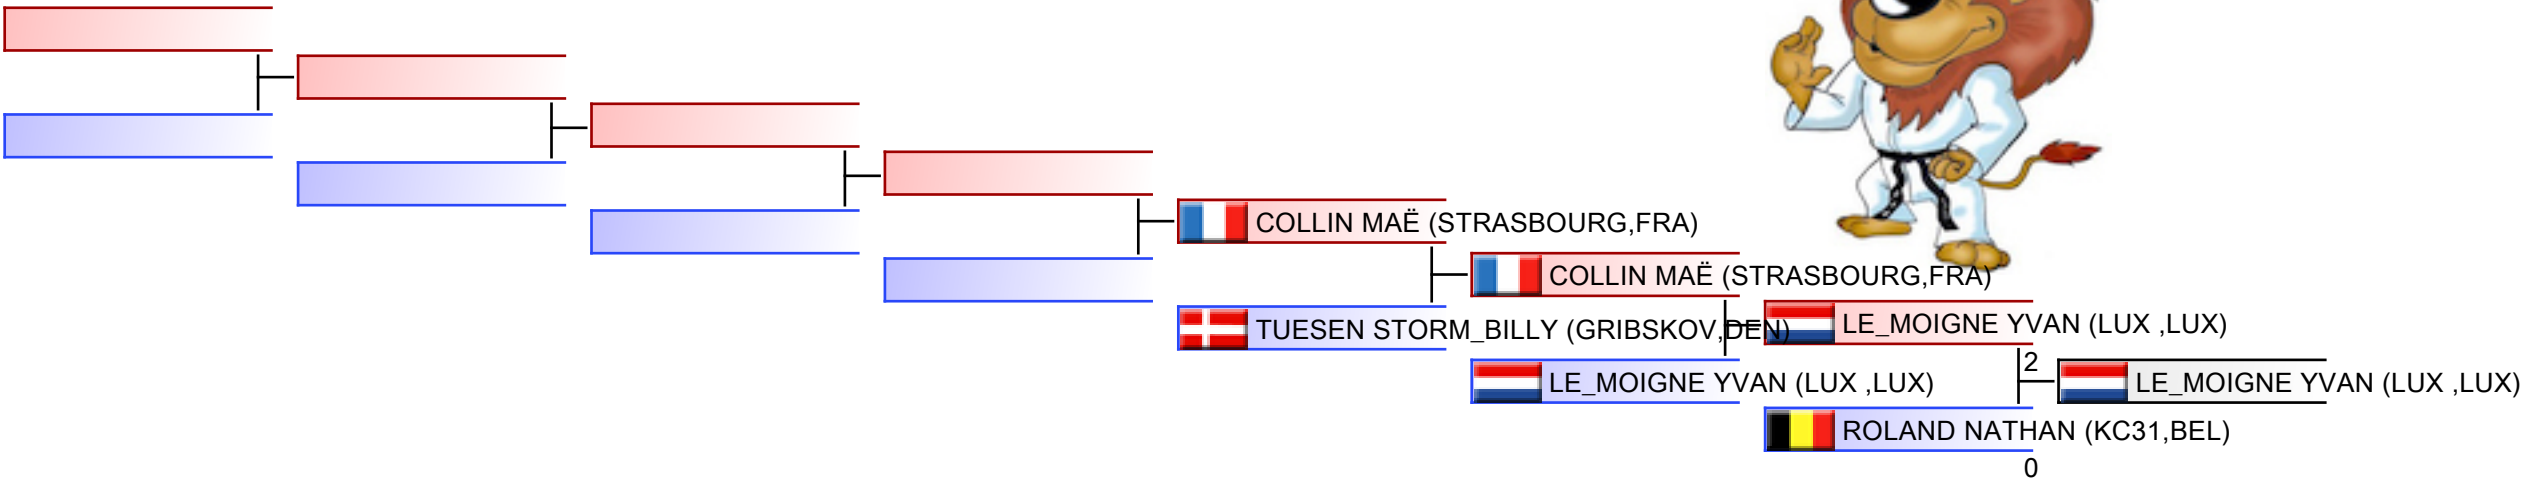 COLLIN MAË (STRASBOURG,FRA)
COLLIN MAË (STRASBOURG,FRA)
TUESEN STORM_BILLY (GRIBSKOV,DEN)
LE_MOIGNE YVAN (LUX ,LUX)
2
LE_MOIGNE YVAN (LUX ,LUX)
LE_MOIGNE YVAN (LUX ,LUX)
ROLAND NATHAN (KC31,BEL)
0